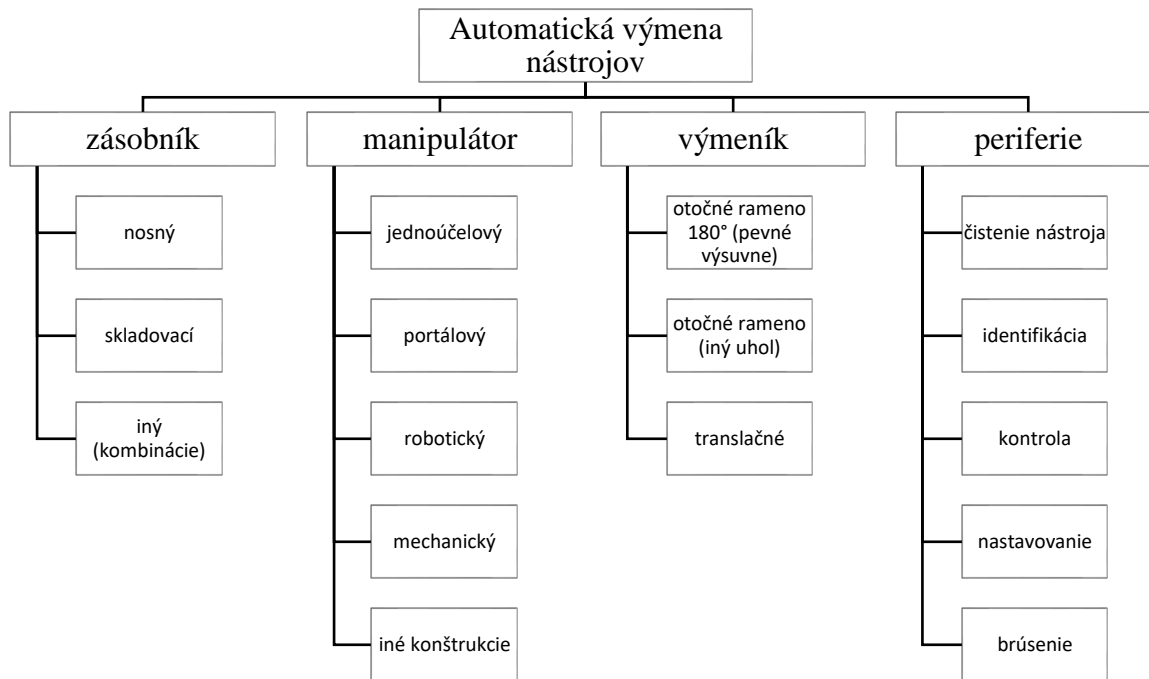 Automatická výmena
nástrojov
zásobník
nosný
skladovací
iný
(kombinácie)
manipulátor
jednoúčelový
portálový
robotický
mechanický
iné konštrukcie
výmeník
otočné rameno
180° (pevné
výsuvne)
otočné rameno
(iný uhol)
translačné
periferie
čistenie nástroja
identifikácia
kontrola
nastavovanie
brúsenie